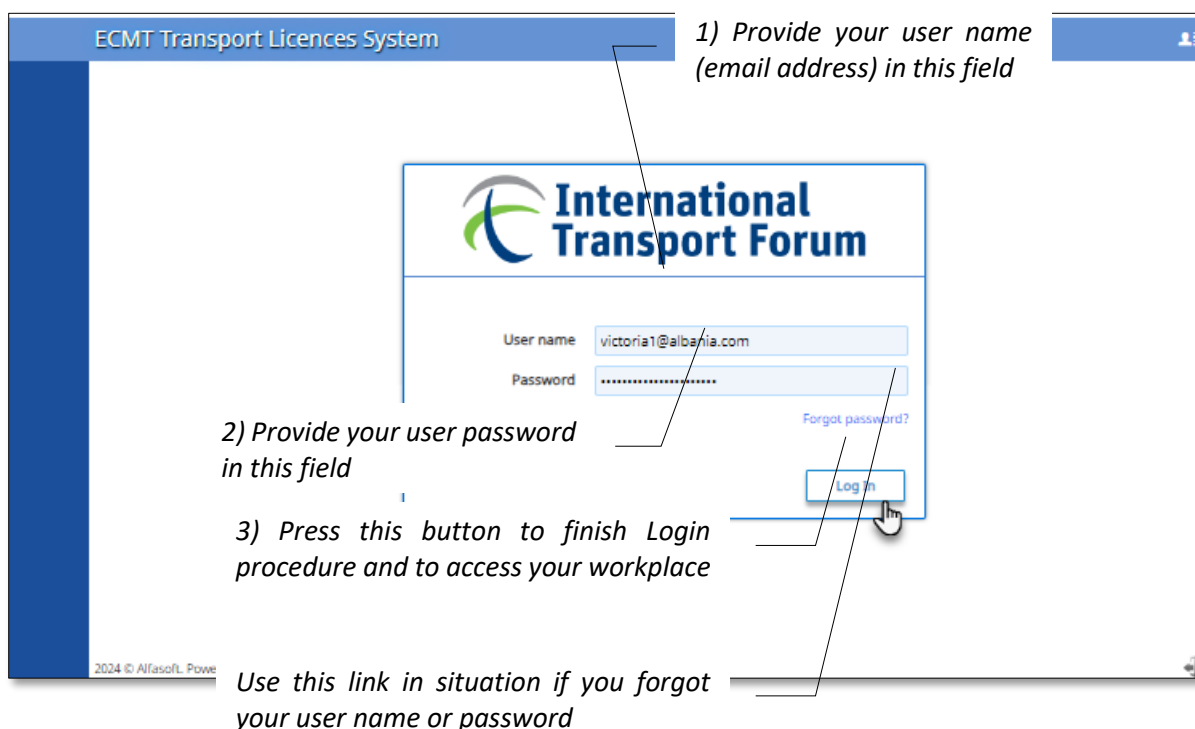 ECMT Transport Licences System
1) Provide your user name
(email address) in this field
International
Transport Forum
User name
victoria1@albania.com
Password
Forgot password?
2) Provide your user password
in this field
Log In
3) Press this button to finish Login
procedure and to access your workplace
2024 © Alfasoft. Powe
Use this link in situation if you forgot
your user name or password